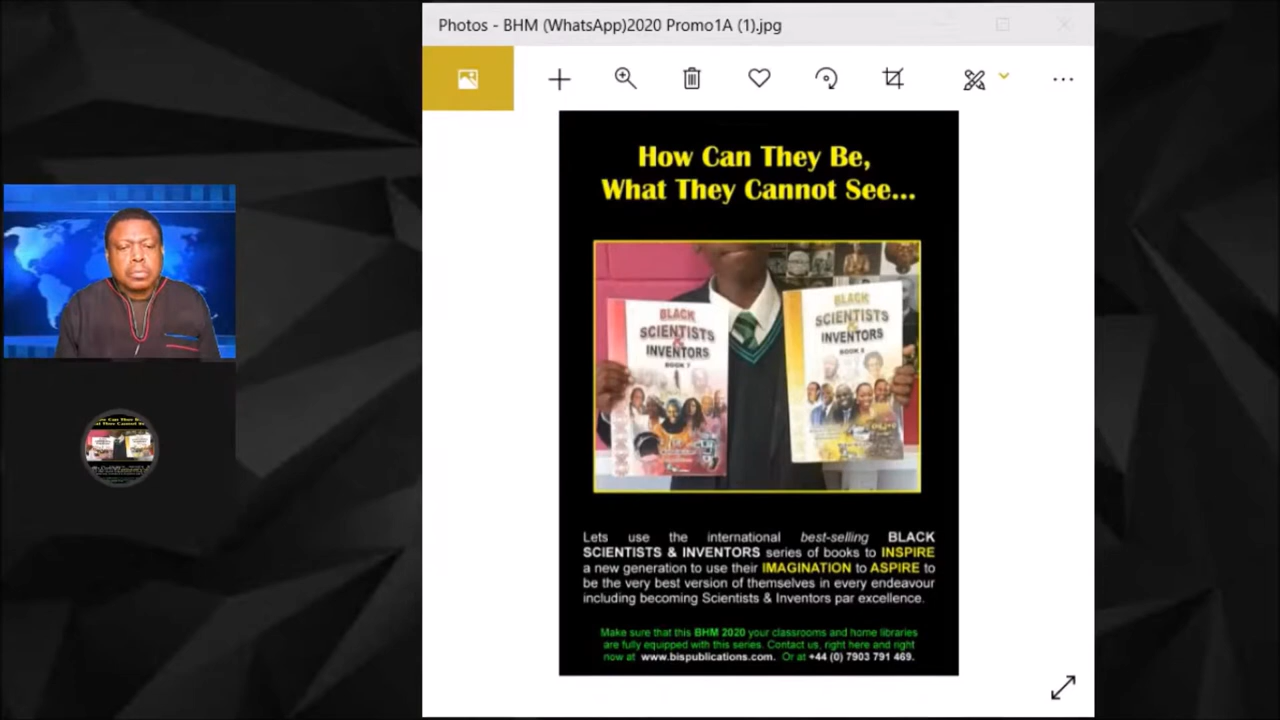 Photos - BHM (WhatsApp)2020 Promo1A (1).jpg
How Can They Be,
What They Cannot See...
BLACK
SCIENTISTS
&
INVENTORS
BOOK 7
BLACK
SCIENTISTS
&
INVENTORS
BOOK 8
Lets use the international best-selling BLACK
SCIENTISTS & INVENTORS series of books to INSPIRE
a new generation to use their IMAGINATION to ASPIRE to
be the very best version of themselves in every endeavour
including becoming Scientists & Inventors par excellence.
Make sure that this BHM 2020 your classrooms and home libraries
are fully equipped with this series. Contact us, right here and right
now at www.bispublications.com. Or at +44 (0) 7903 791 469.